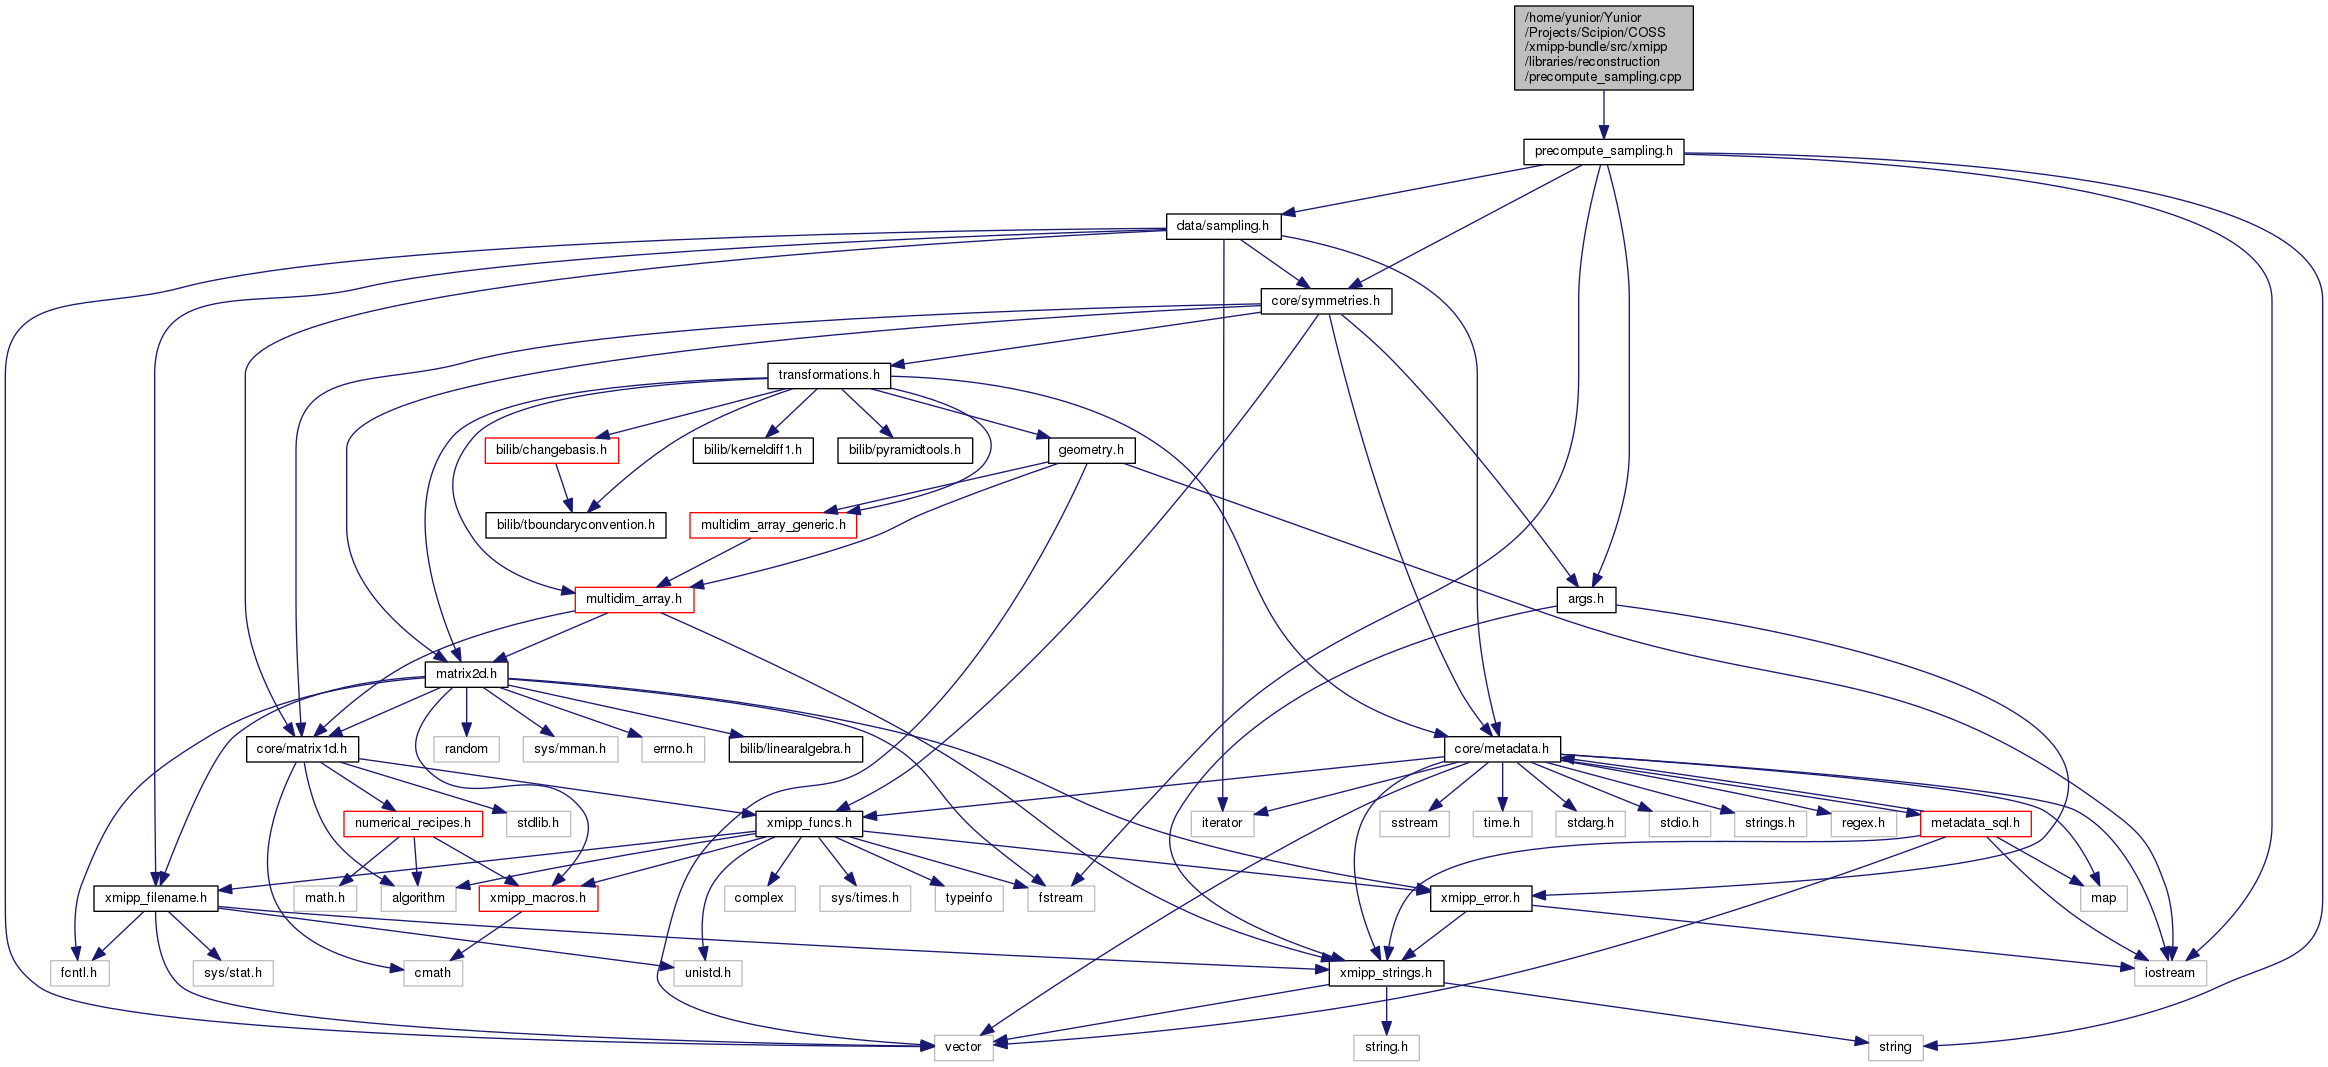 /home/yunior/Yunior
/Projects/Scipion/COSS
/xmipp-bundle/src/xmipp
/libraries/reconstruction
/precompute_sampling.cpp
precompute_sampling.h
data/sampling.h
core/symmetries.h
transformations.h
bilib/changebasis.h
bilib/kerneldiff1.h
bilib/pyramidtools.h
geometry.h
bilib/tboundaryconvention.h
multidim_array_generic.h
multidim_array.h
args.h
matrix2d.h
core/matrix1d.h
random
sys/mman.h
errno.h
bilib/linearalgebra.h
core/metadata.h
numerical_recipes.h
stdlib.h
xmipp_funcs.h
iterator
sstream
time.h
stdarg.h
stdio.h
strings.h
regex.h
metadata_sql.h
xmipp_filename.h
math.h
algorithm
xmipp_macros.h
complex
sys/times.h
typeinfo
fstream
xmipp_error.h
map
fcntl.h
sys/stat.h
cmath
unistd.h
xmipp_strings.h
iostream
vector
string.h
string